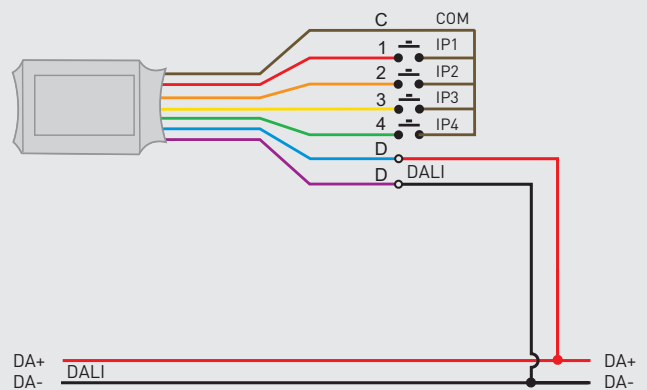 C COM
1 IP1
2 IP2
3 IP3
4 IP4
D
D DALI
DA+ DA+
DALI
DA- DA-